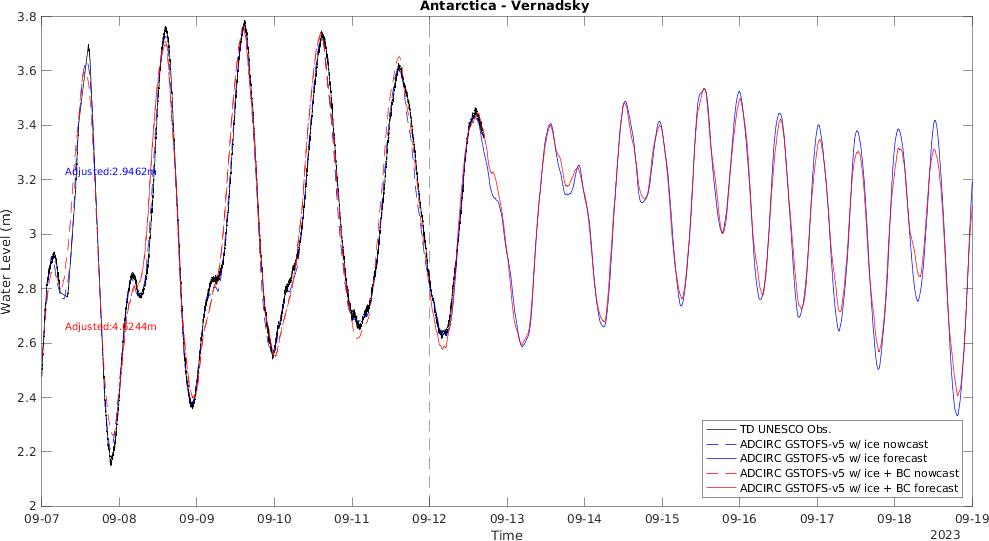 Antarctica - Vernadsky
3.8
3.6
3.4
3.2
3
2.8
2.6
2.4
2.2
2
Water Level (m)
Adjusted:2.9462m
Adjusted:4.6244m
TD UNESCO Obs.
ADCIRC GSTOFS-v5 w/ ice nowcast
ADCIRC GSTOFS-v5 w/ ice forecast
ADCIRC GSTOFS-v5 w/ ice + BC nowcast
ADCIRC GSTOFS-v5 w/ ice + BC forecast
09-07 09-08 09-09 09-10 09-11 09-12 09-13 09-14 09-15 09-16 09-17 09-18 09-19
Time
2023